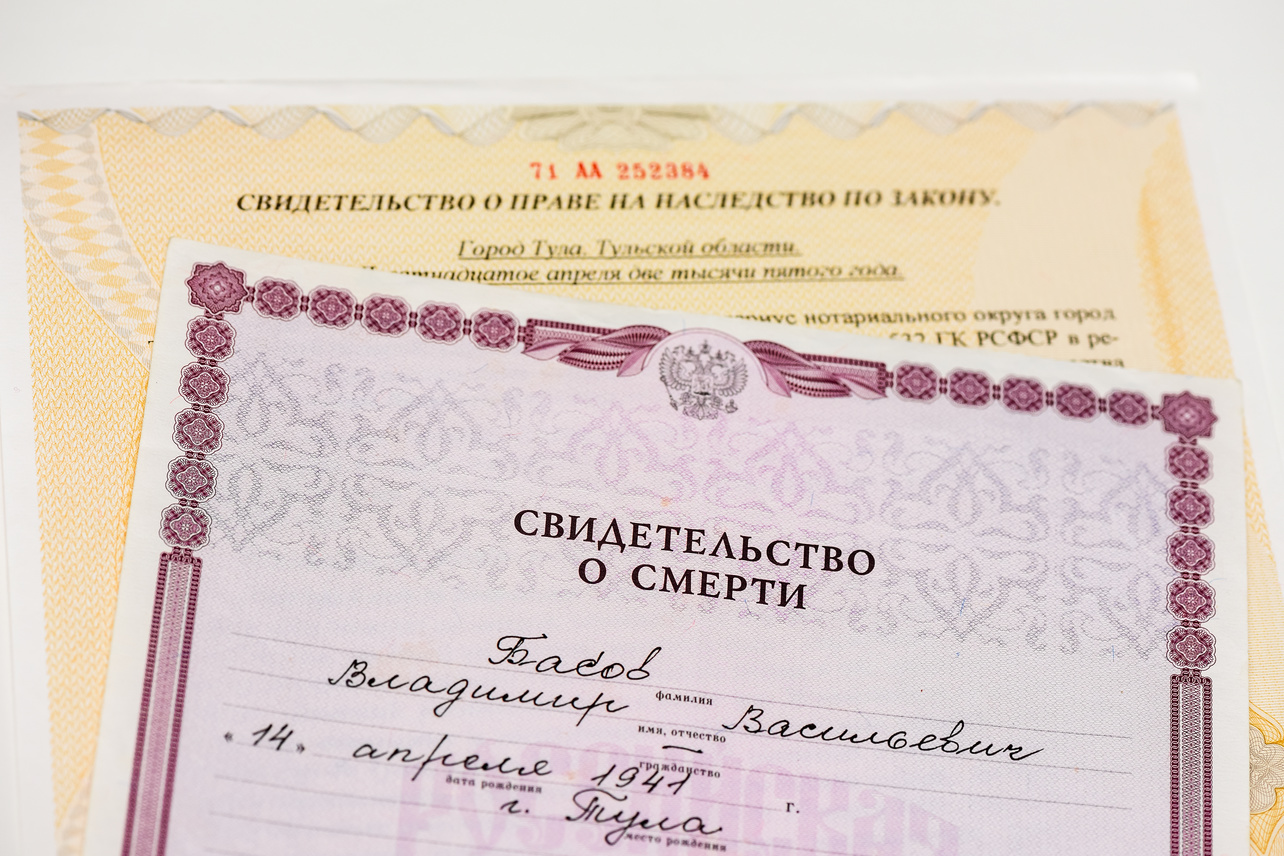 71 АА 252384
СВИДЕТЕЛЬСТВО О ПРАВЕ НА НАСЛЕДСТВО ПО ЗАКОНУ.
Город Тула, Тульской области.
апреля две тысячи пятого года.
нотариального округа город
532 ГК РСФСР в ре-
СВИДЕТЕЛЬСТВО
О СМЕРТИ
Басов
фамилия
Владимир Васильевич
имя, отчество
гражданство
« 14 » апреля 1941 г.
дата рождения
г. Тула
место рождения